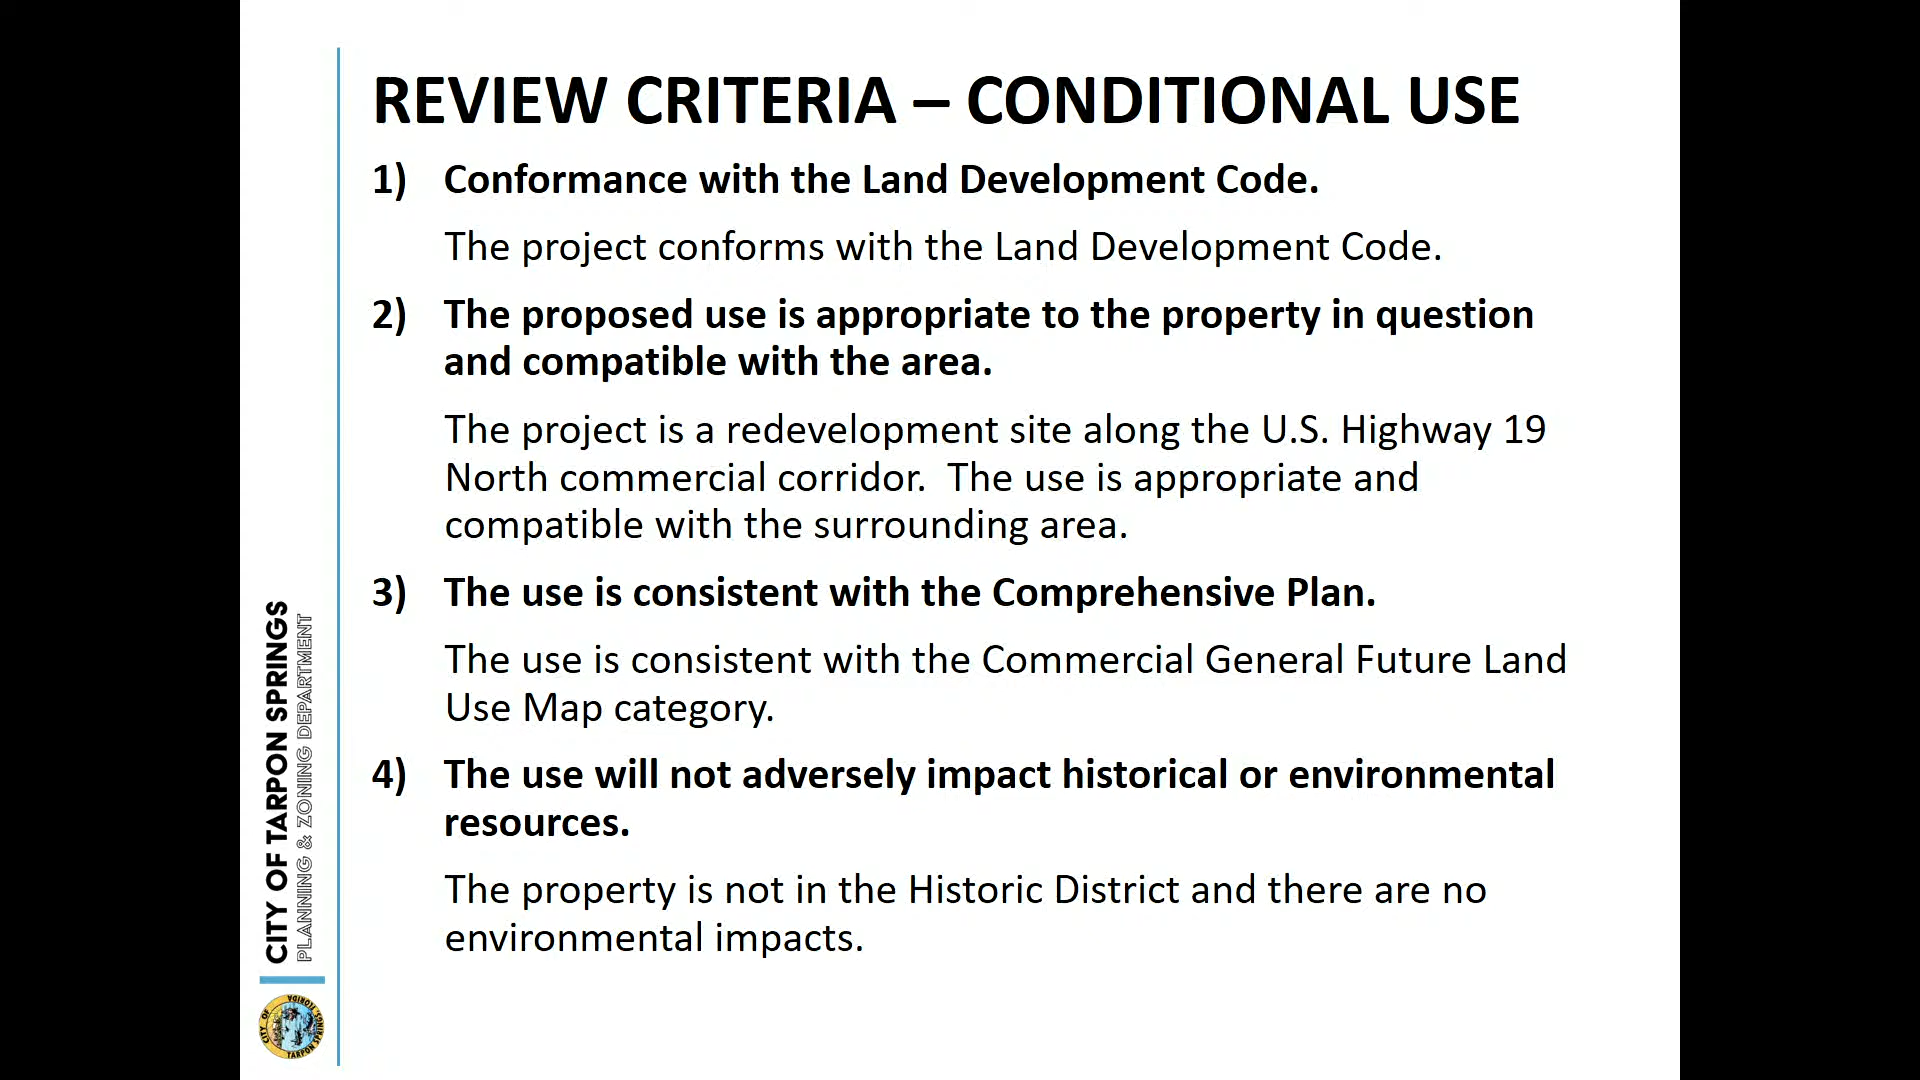 REVIEW CRITERIA – CONDITIONAL USE
1) Conformance with the Land Development Code.
The project conforms with the Land Development Code.
2) The proposed use is appropriate to the property in question
and compatible with the area.
The project is a redevelopment site along the U.S. Highway 19
North commercial corridor. The use is appropriate and
compatible with the surrounding area.
3) The use is consistent with the Comprehensive Plan.
The use is consistent with the Commercial General Future Land
Use Map category.
4) The use will not adversely impact historical or environmental
resources.
The property is not in the Historic District and there are no
environmental impacts.
CITY OF TARPON SPRINGS
PLANNING & ZONING DEPARTMENT
CITY OF TARPON SPRINGS, FLORIDA